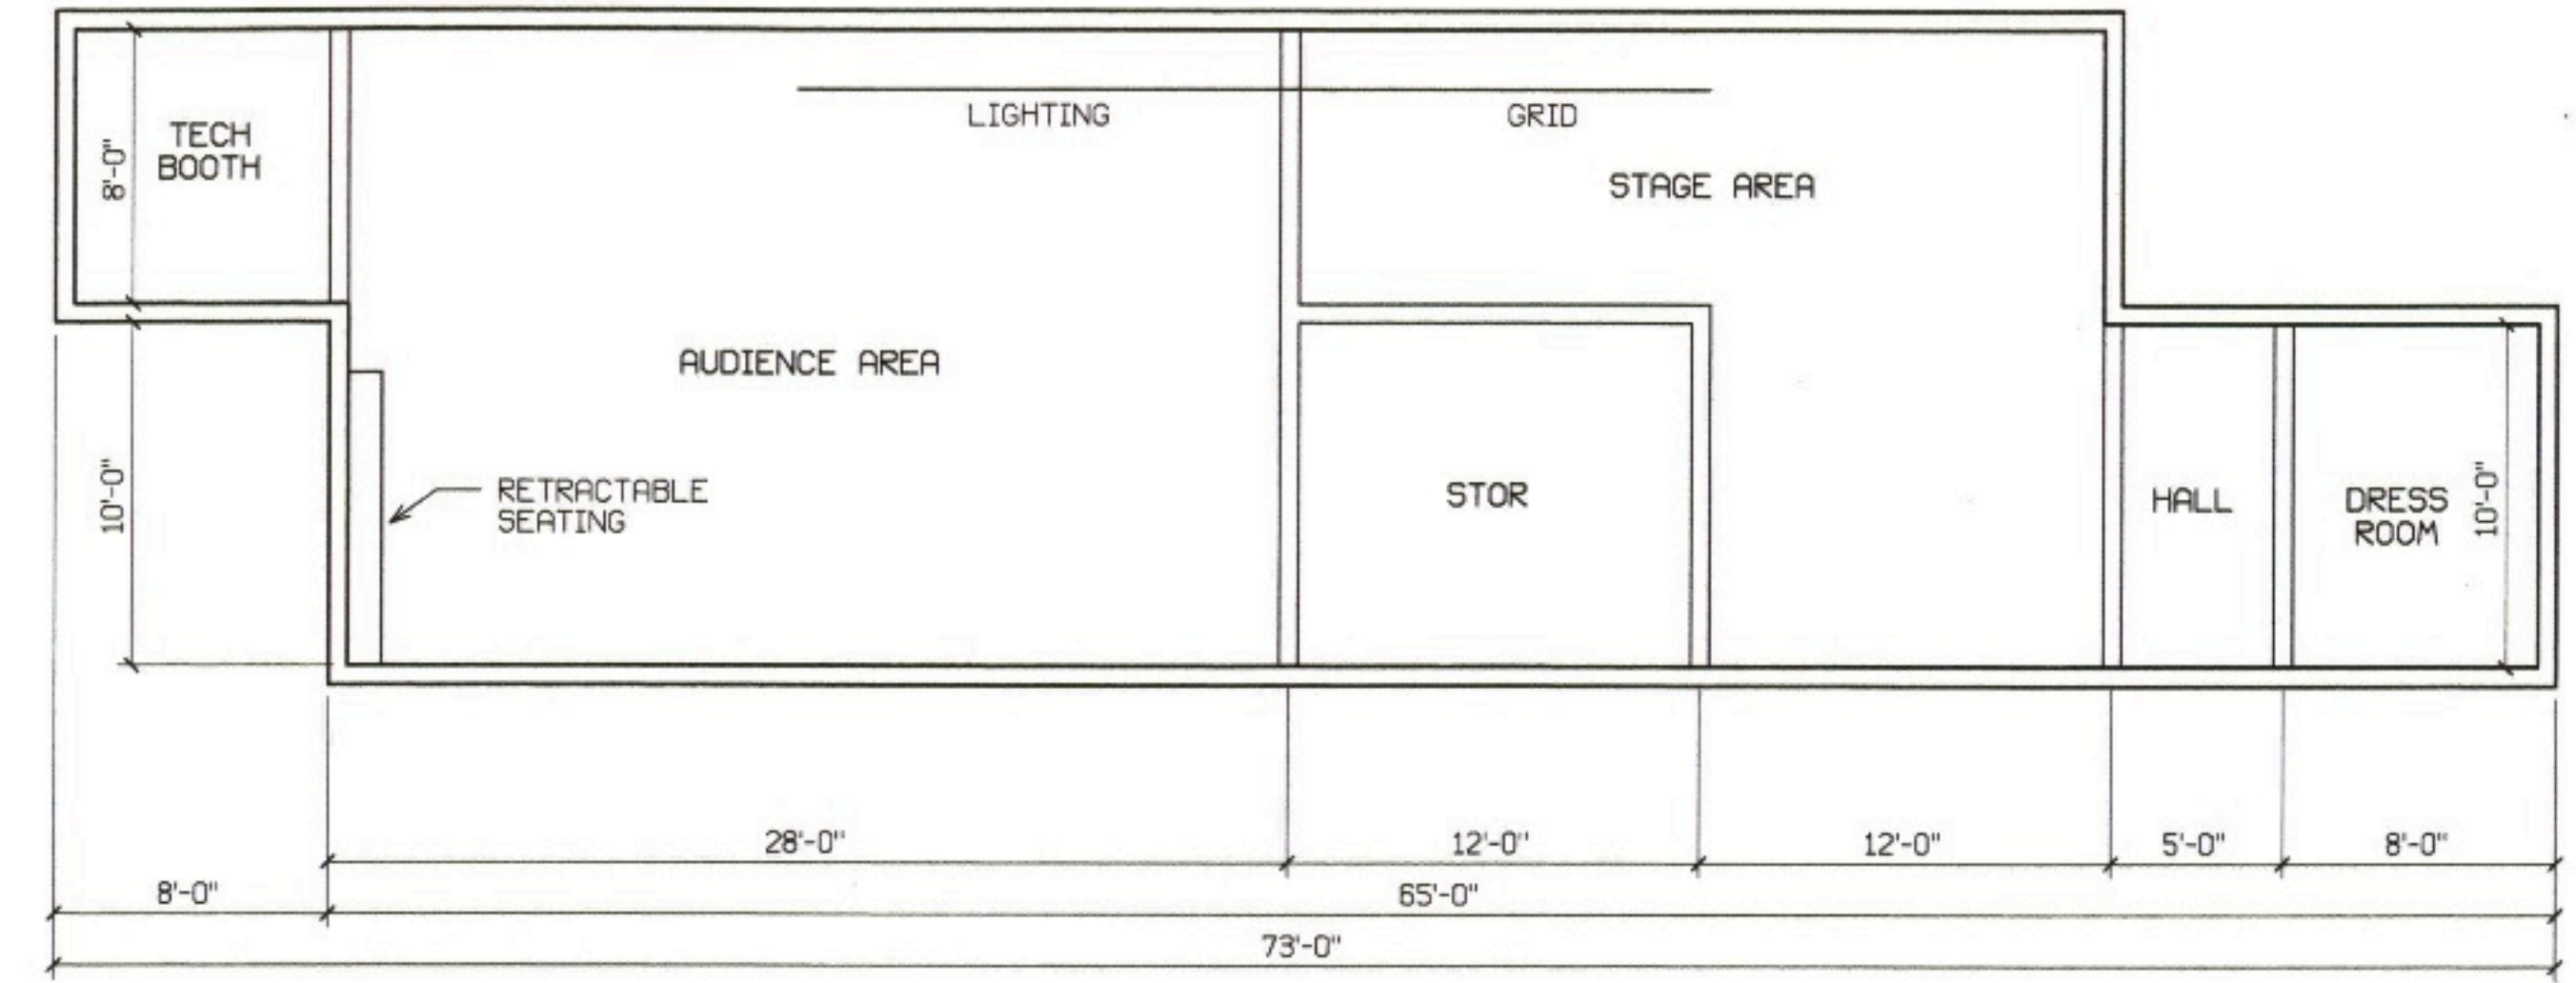 LIGHTING
GRID
TECH
BOOTH
8'-0"
STAGE AREA
AUDIENCE AREA
10'-0"
RETRACTABLE
SEATING
STOR
HALL
DRESS
ROOM
10'-0"
28'-0"
12'-0"
12'-0"
5'-0"
8'-0"
8'-0"
65'-0"
73'-0"